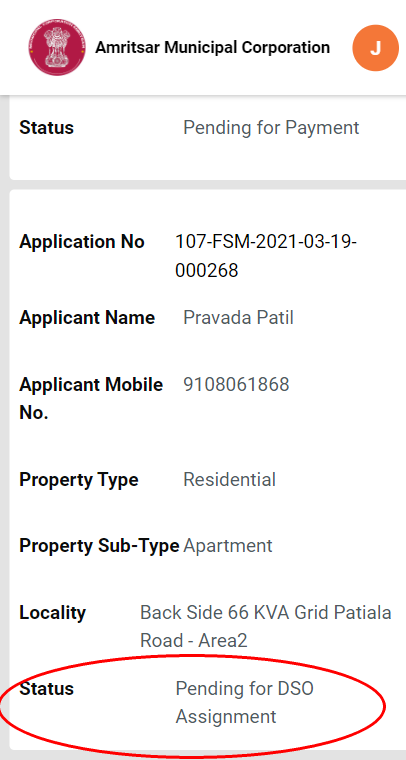 Amritsar Municipal Corporation
J
Status Pending for Payment
Application No 107-FSM-2021-03-19-
000268
Applicant Name Pravada Patil
Applicant Mobile 9108061868
No.
Property Type Residential
Property Sub-Type Apartment
Locality Back Side 66 KVA Grid Patiala
Road - Area2
Status Pending for DSO
Assignment